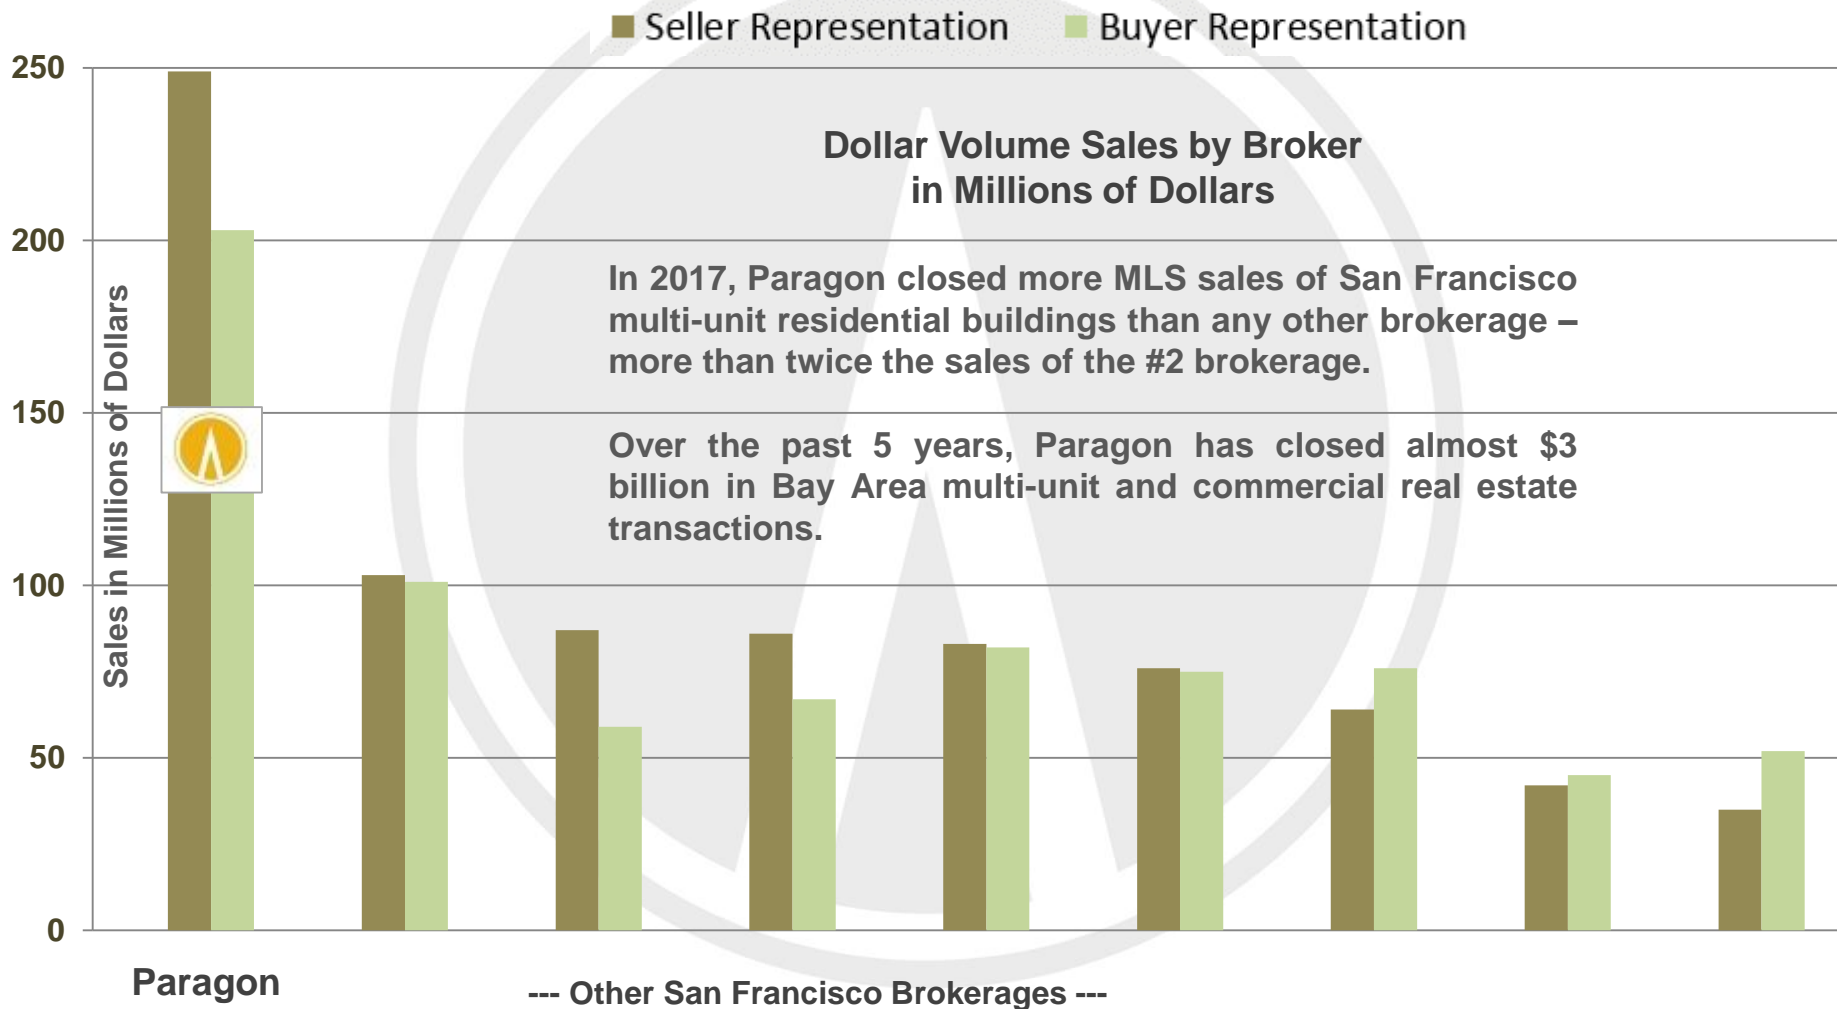 Seller Representation Buyer Representation
250
200
150
100
50
0
Sales in Millions of Dollars
Dollar Volume Sales by Broker
in Millions of Dollars
In 2017, Paragon closed more MLS sales of San Francisco
multi-unit residential buildings than any other brokerage –
more than twice the sales of the #2 brokerage.
Over the past 5 years, Paragon has closed almost $3
billion in Bay Area multi-unit and commercial real estate
transactions.
Paragon
--- Other San Francisco Brokerages ---